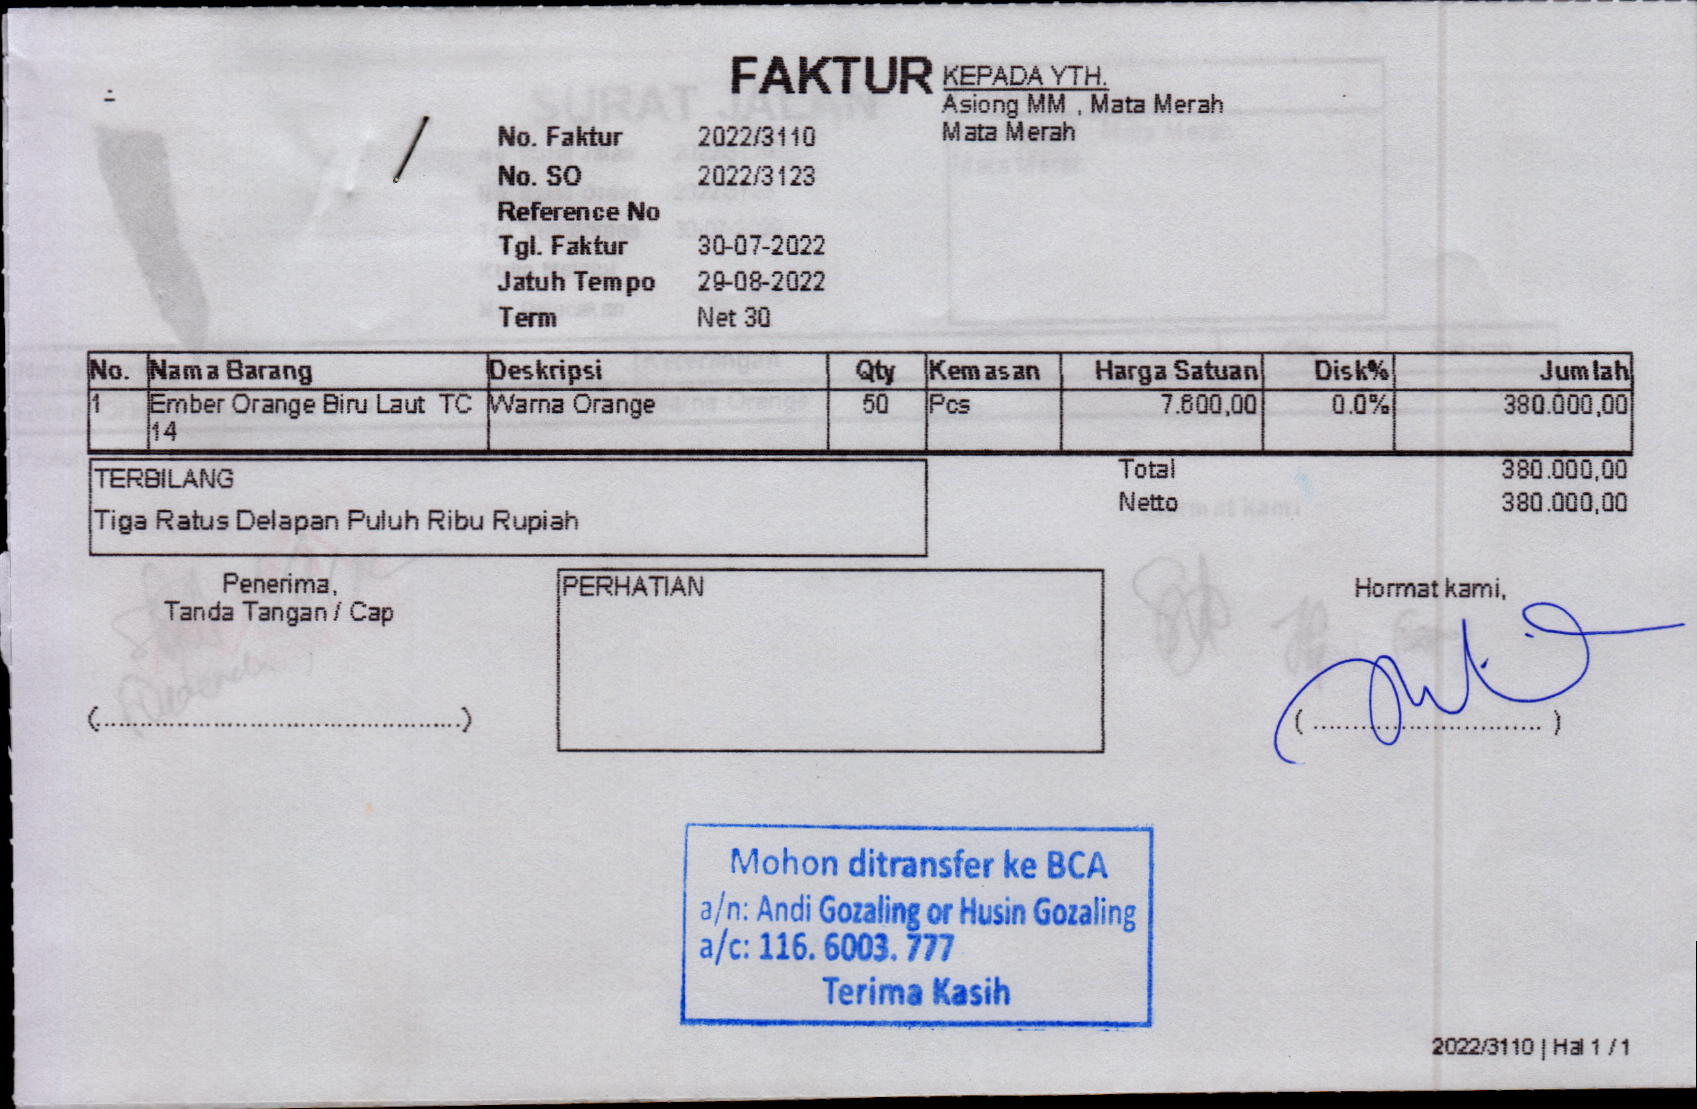 FAKTUR
KEPADA YTH.
Asiong MM , Mata Merah
Mata Merah
No. Faktur 2022/3110
No. SO 2022/3123
Reference No
Tgl. Faktur 30-07-2022
Jatuh Tempo 29-08-2022
Term Net 30
No. Nama Barang Deskripsi Qty Kemasan Harga Satuan Disk% Jumlah
1 Ember Orange Biru Laut TC Warna Orange 50 Pcs 7.600,00 0.0% 380.000,00
14
TERBILANG
Tiga Ratus Delapan Puluh Ribu Rupiah
Total 380.000,00
Netto 380.000,00
Penerima,
Tanda Tangan / Cap
PERHATIAN
Hormat kami,
Mohon ditransfer ke BCA
a/n: Andi Gozaling or Husin Gozaling
a/c: 116. 6003. 777
Terima Kasih
2022/3110 | Hal 1 / 1